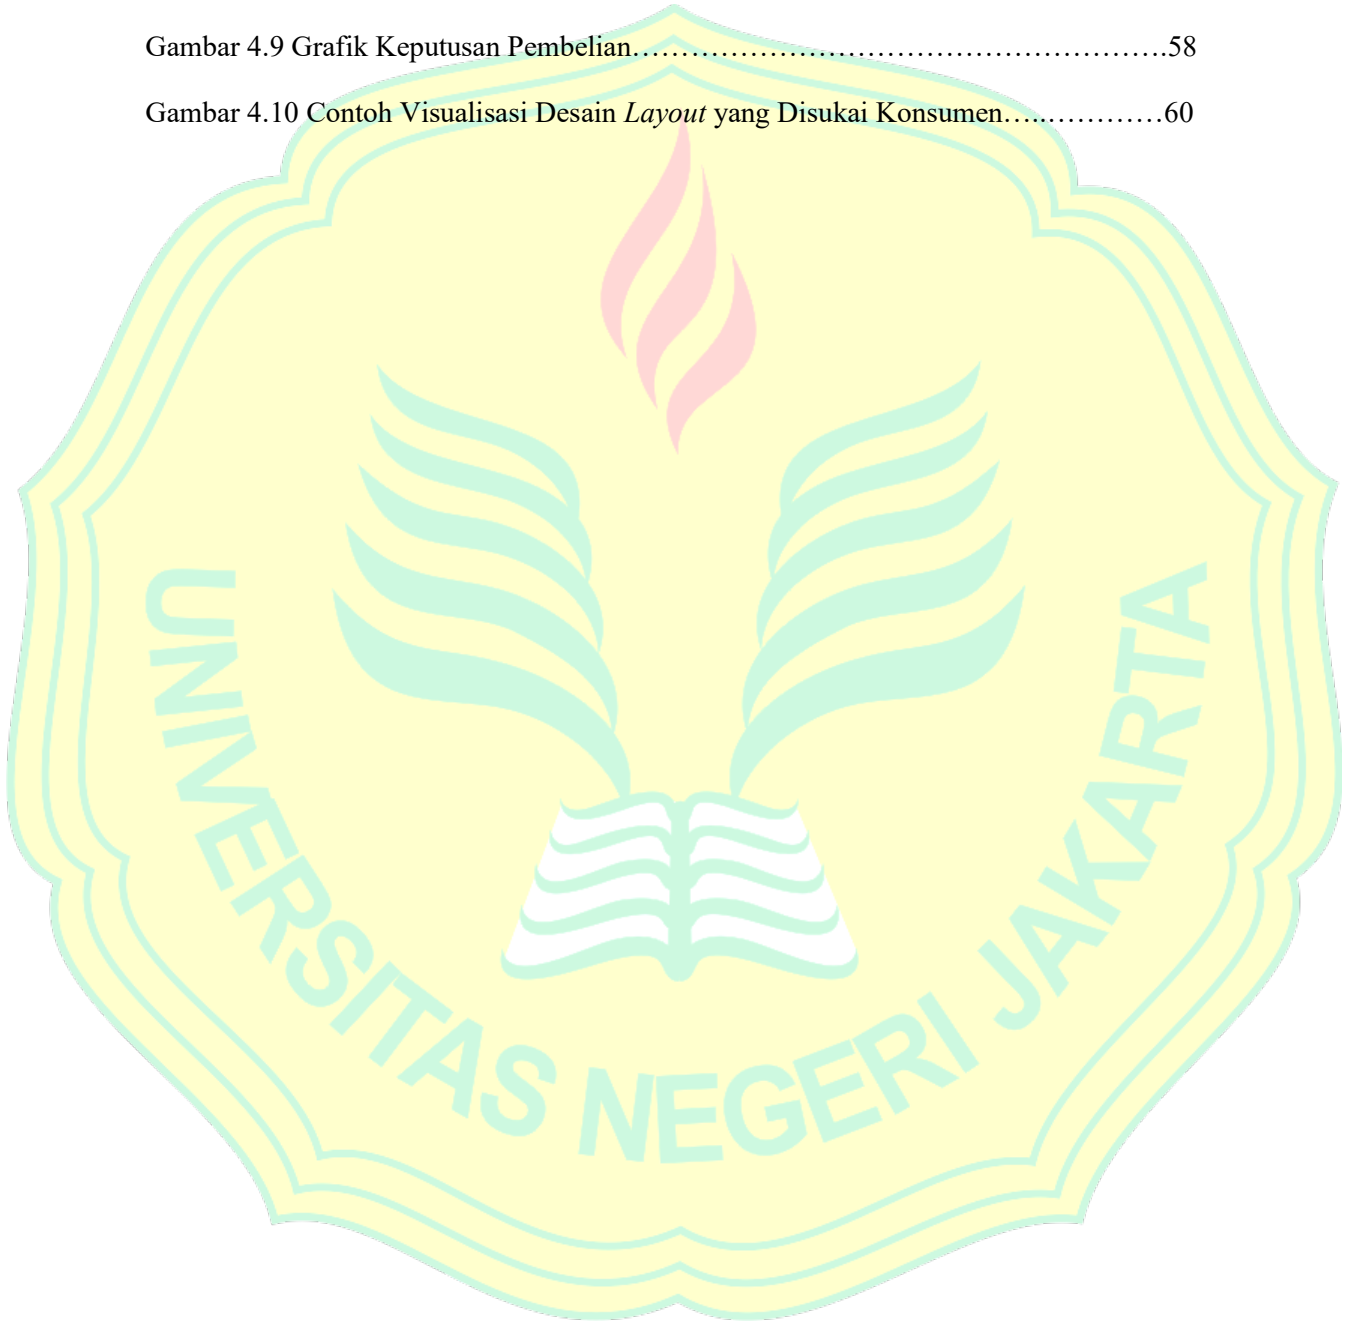 Gambar 4.9 Grafik Keputusan Pembelian……………………………………………….58
Gambar 4.10 Contoh Visualisasi Desain Layout yang Disukai Konsumen…..…………60
UNIVERSITAS NEGERI JAKARTA